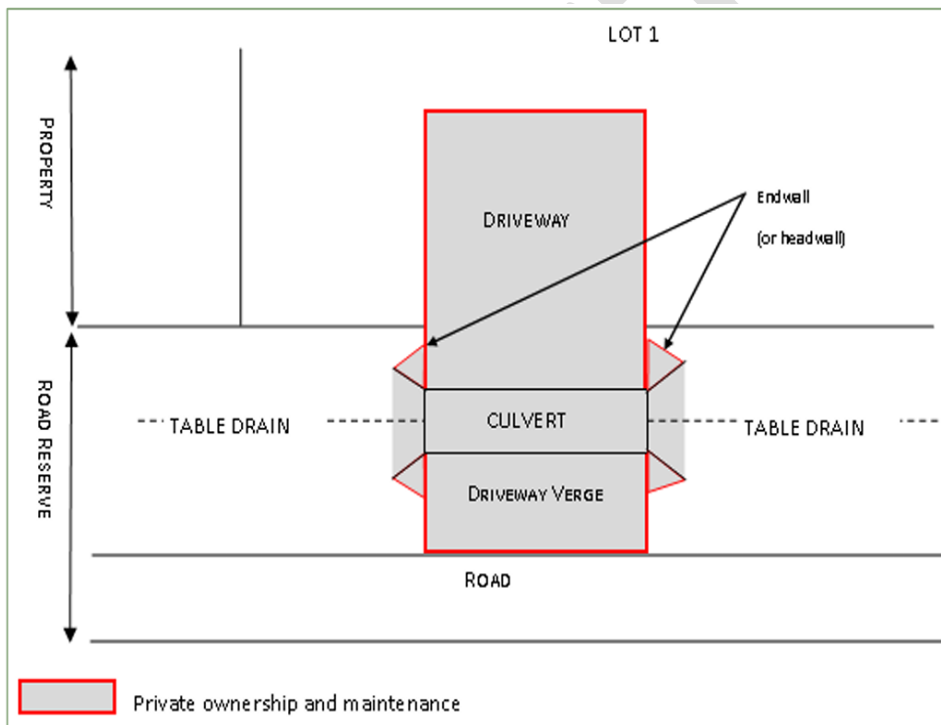 LOT 1
PROPERTY
DRIVEWAY
Endwall
(or headwall)
ROAD RESERVE
TABLE DRAIN
CULVERT
TABLE DRAIN
DRIVEWAY VERGE
ROAD
Private ownership and maintenance